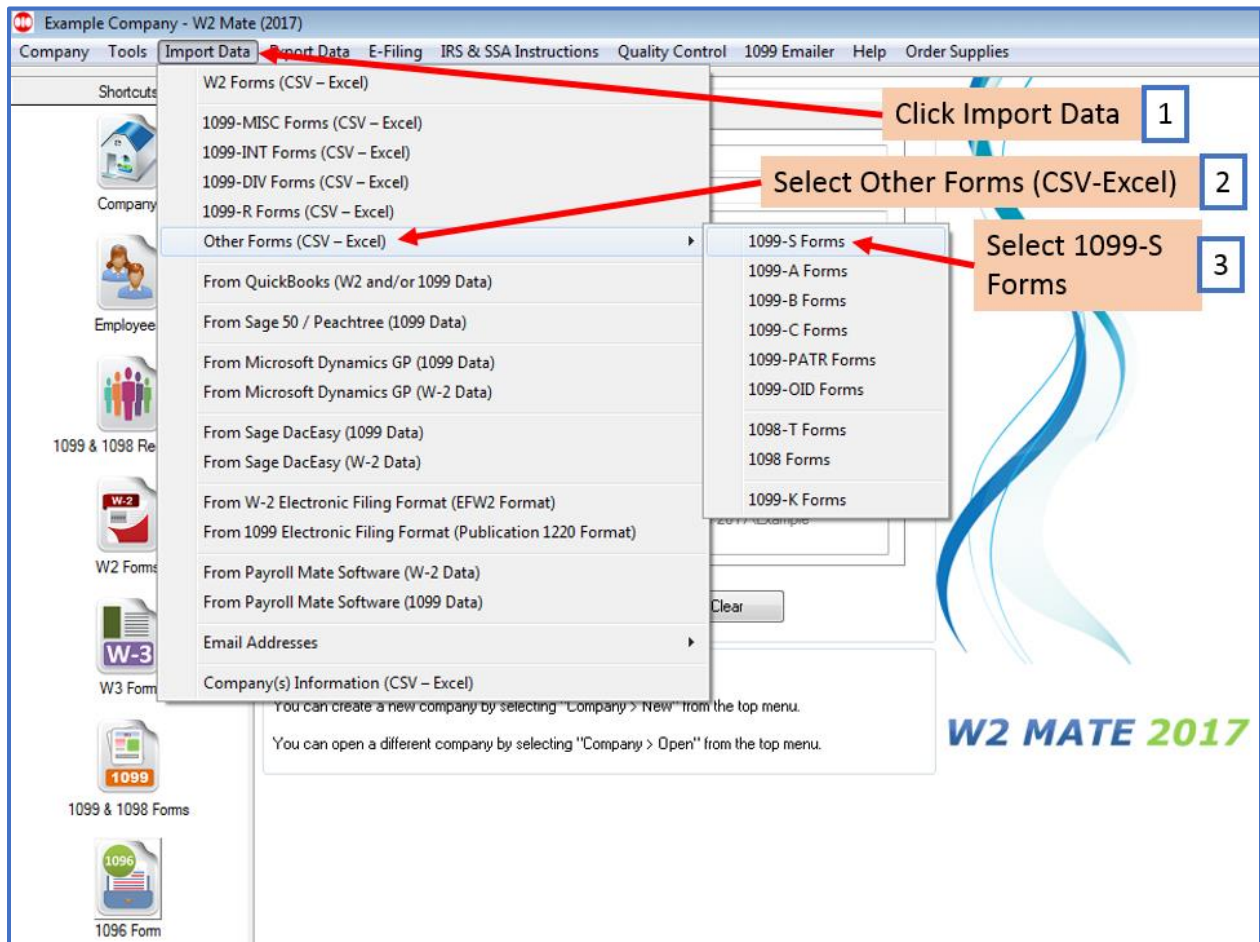 Example Company - W2 Mate (2017)
Company Tools Import Data Export Data E-Filing IRS & SSA Instructions Quality Control 1099 Emailer Help Order Supplies
Shortcuts
Company
Employee
1099 & 1098 Re
W-2
W2 Forms
W-3
W3 Form
1099
1099 & 1098 Forms
1096
1096 Form
W2 Forms (CSV – Excel)
1099-MISC Forms (CSV – Excel)
1099-INT Forms (CSV – Excel)
1099-DIV Forms (CSV – Excel)
1099-R Forms (CSV – Excel)
Other Forms (CSV – Excel)
From QuickBooks (W2 and/or 1099 Data)
From Sage 50 / Peachtree (1099 Data)
From Microsoft Dynamics GP (1099 Data)
From Microsoft Dynamics GP (W-2 Data)
From Sage DacEasy (1099 Data)
From Sage DacEasy (W-2 Data)
From W-2 Electronic Filing Format (EFW2 Format)
From 1099 Electronic Filing Format (Publication 1220 Format)
From Payroll Mate Software (W-2 Data)
From Payroll Mate Software (1099 Data)
Email Addresses
Company(s) Information (CSV – Excel)
1099-S Forms
1099-A Forms
1099-B Forms
1099-C Forms
1099-PATR Forms
1099-OID Forms
1098-T Forms
1098 Forms
1099-K Forms
Click Import Data 1
Select Other Forms (CSV-Excel) 2
Select 1099-S
Forms
3
2017\Example
Clear
You can create a new company by selecting "Company > New" from the top menu.
You can open a different company by selecting "Company > Open" from the top menu.
W2 MATE 2017